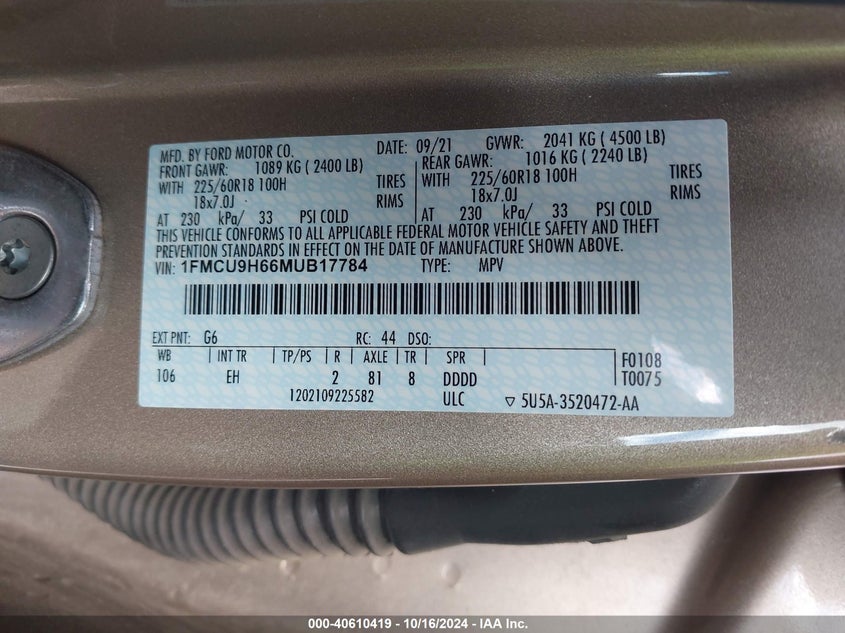 MFD. BY FORD MOTOR CO. DATE: 09/21 GVWR: 2041 KG ( 4500 LB)
FRONT GAWR: 1089 KG ( 2400 LB) REAR GAWR: 1016 KG ( 2240 LB)
WITH 225/60R18 100H TIRES WITH 225/60R18 100H TIRES
18x7.0J RIMS 18x7.0J RIMS
AT 230 kPa/ 33 PSI COLD AT 230 kPa/ 33 PSI COLD
THIS VEHICLE CONFORMS TO ALL APPLICABLE FEDERAL MOTOR VEHICLE SAFETY AND THEFT
PREVENTION STANDARDS IN EFFECT ON THE DATE OF MANUFACTURE SHOWN ABOVE.
VIN: 1FMCU9H66MUB17784 TYPE: MPV
EXT PNT: G6 RC: 44 DSO:
WB INT TR TP/PS R AXLE TR SPR F0108
106 EH 2 81 8 DDDD T0075
1202109225582 ULC ▽ 5U5A-3520472-AA
000-40610419 - 10/16/2024 - IAA Inc.